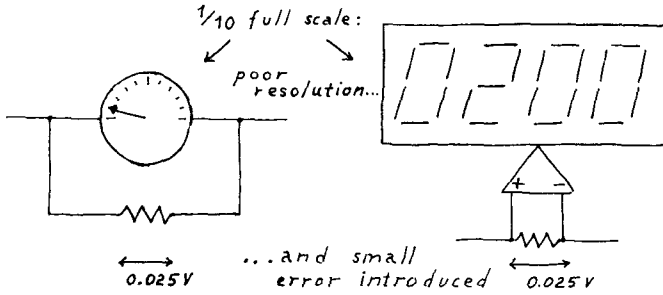 1/10 full scale:
poor
resolution...
0200
+ -
...and small
error introduced
0.025V
0.025V